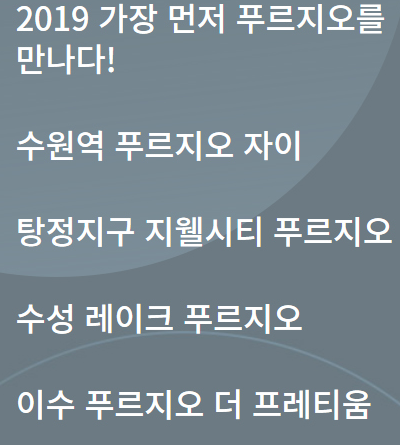 2019 가장 먼저 푸르지오를
만나다!
수원역 푸르지오 자이
탕정지구 지웰시티 푸르지오
수성 레이크 푸르지오
이수 푸르지오 더 프레티움